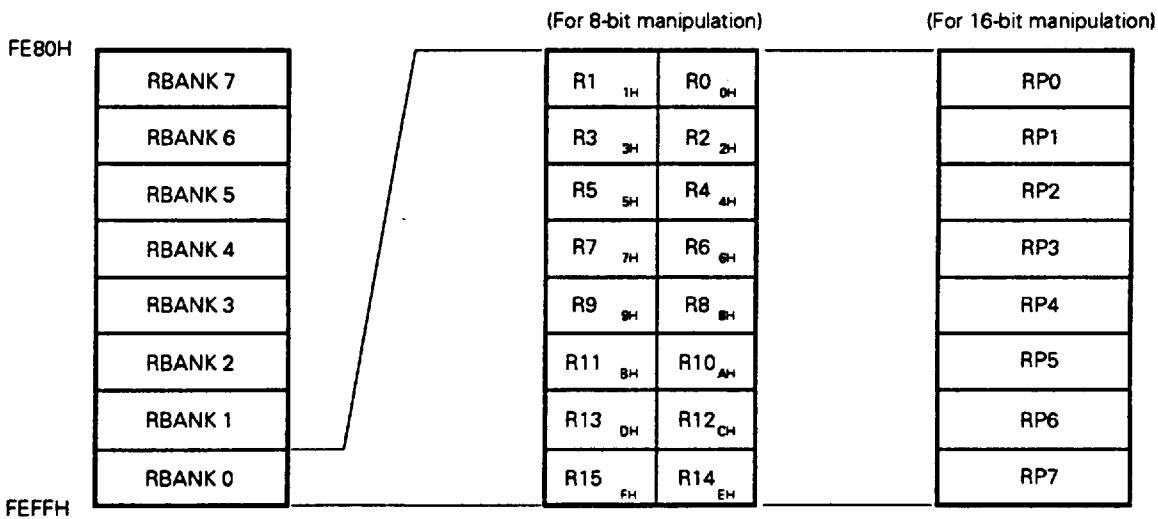 (For 8-bit manipulation) (For 16-bit manipulation)
FE80H
RBANK 7 R1 1H R0 0H RP0
RBANK 6 R3 3H R2 2H RP1
RBANK 5 R5 5H R4 4H RP2
RBANK 4 R7 7H R6 6H RP3
RBANK 3 R9 9H R8 8H RP4
RBANK 2 R11 BH R10 AH RP5
RBANK 1 R13 DH R12 CH RP6
RBANK 0 R15 FH R14 EH RP7
FEFFH